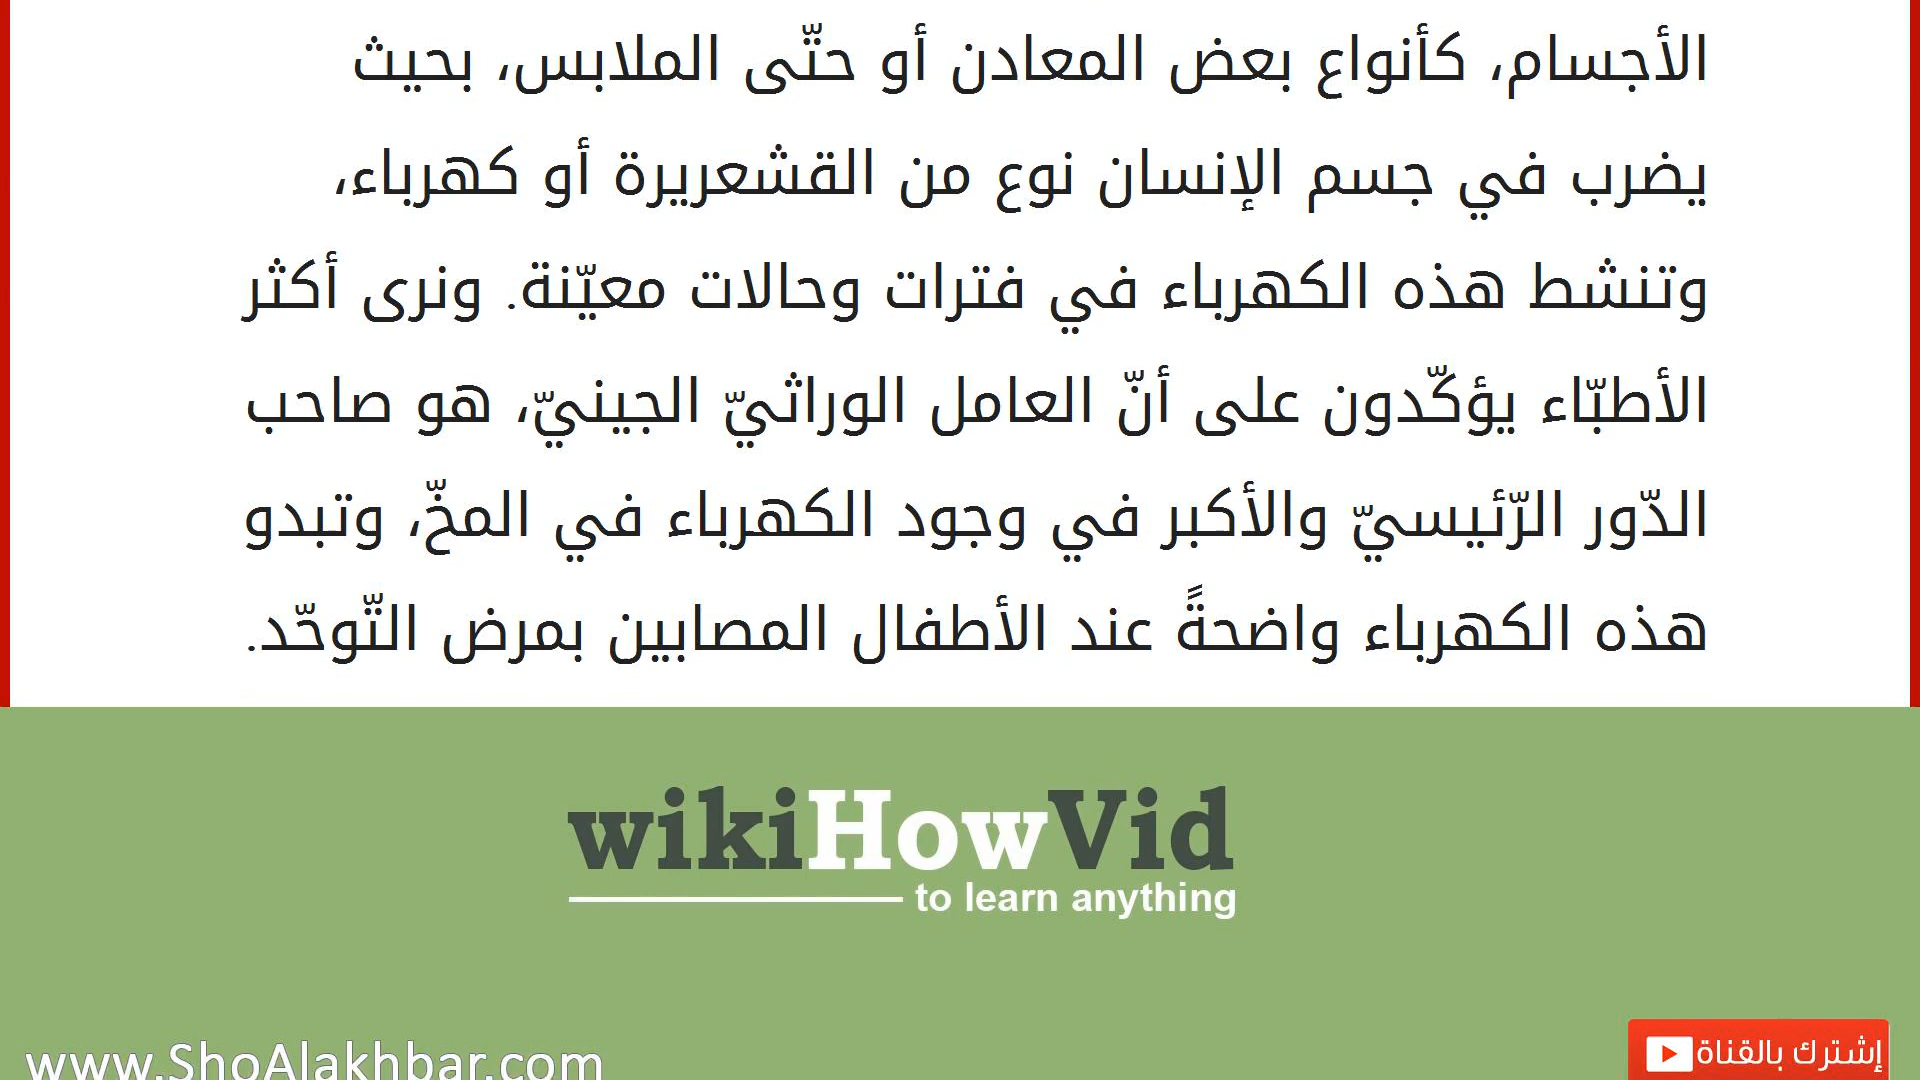 الأجسام، كأنواع بعض المعادن أو حتّى الملابس، بحيث
يضرب في جسم الإنسان نوع من القشعريرة أو كهرباء،
وتنشط هذه الكهرباء في فترات وحالات معيّنة. ونرى أكثر
الأطبّاء يؤكّدون على أنّ العامل الوراثيّ الجينيّ، هو صاحب
الدّور الرّئيسيّ والأكبر في وجود الكهرباء في المخّ، وتبدو
هذه الكهرباء واضحةً عند الأطفال المصابين بمرض التّوحّد.
wikiHowVid
to learn anything
www.ShoAlakhbar.com
إشترك بالقناة